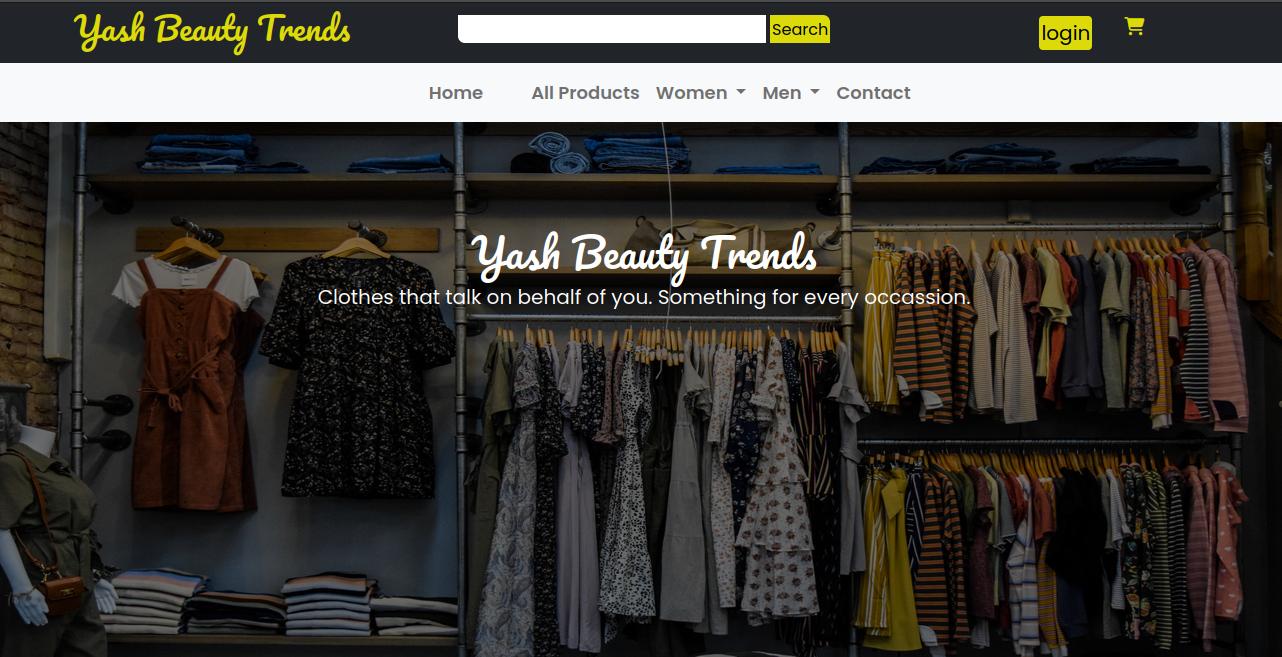 Yash Beauty Trends
Search
login
Home All Products Women Men Contact
Yash Beauty Trends
Clothes that talk on behalf of you. Something for every occassion.